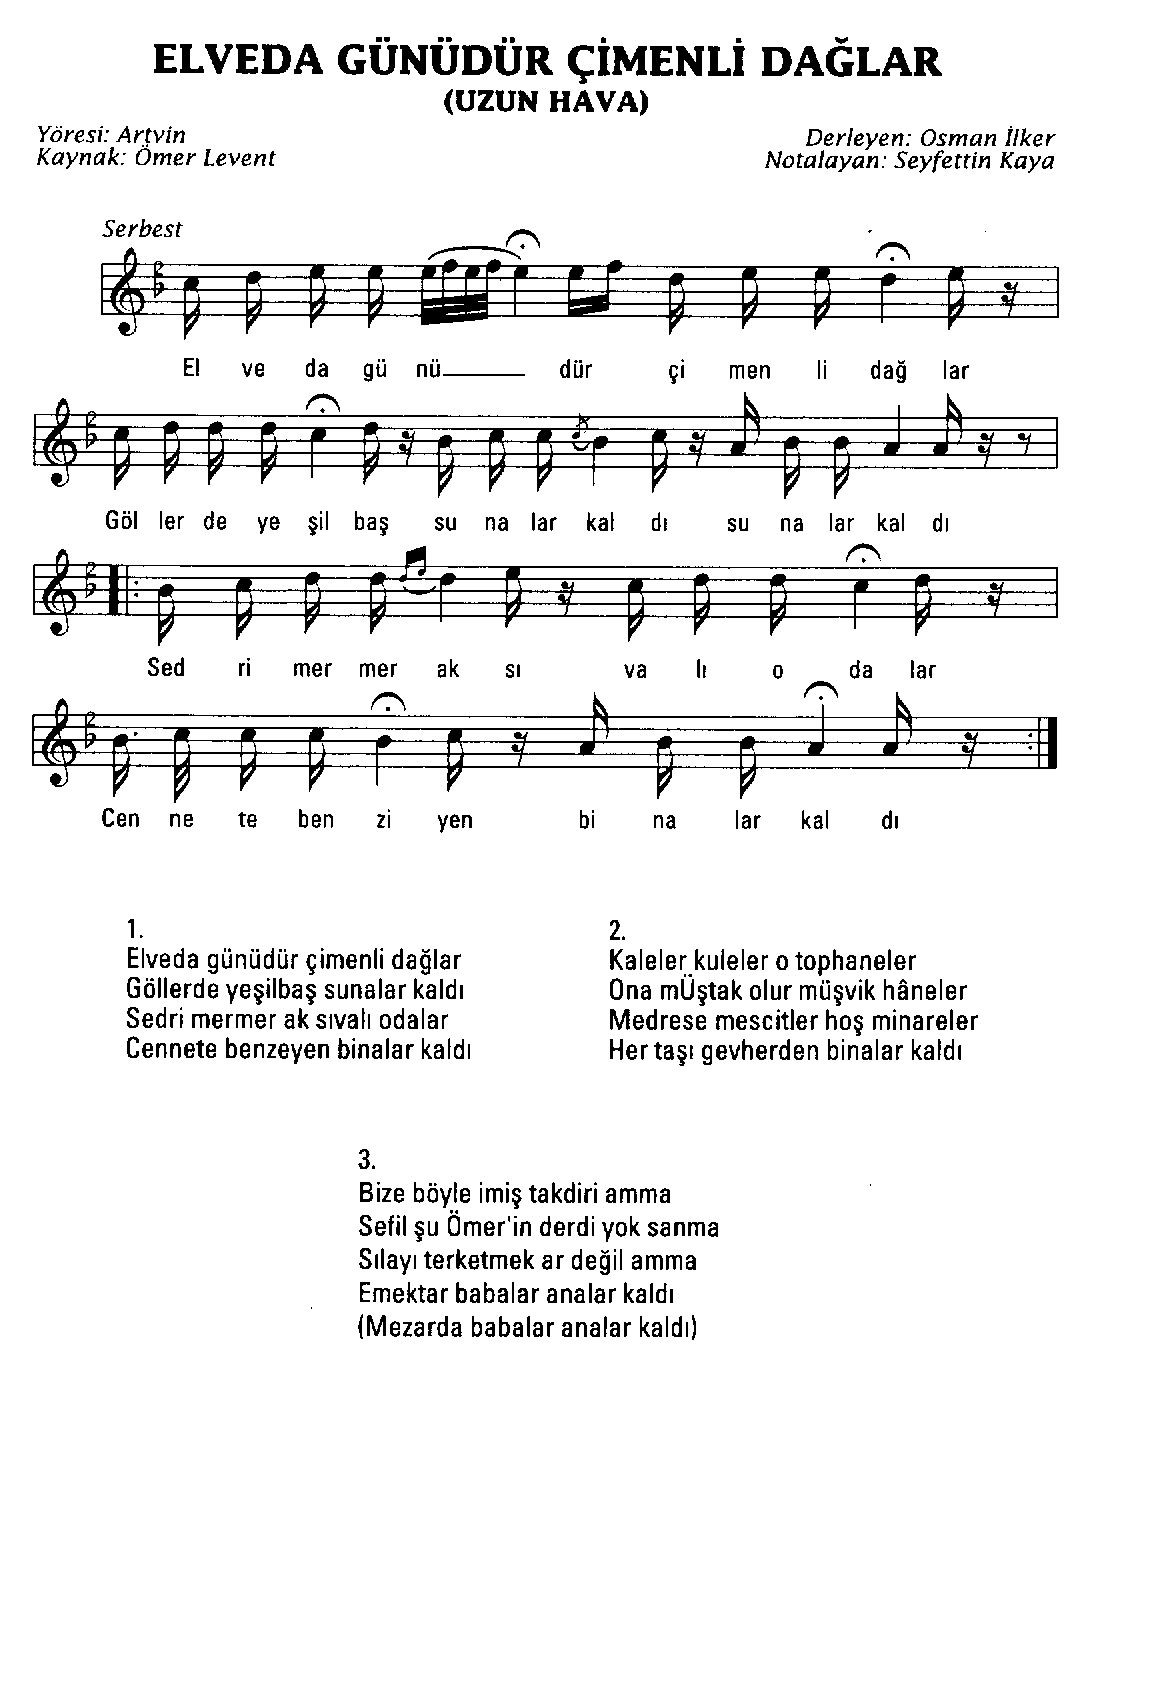 ELVEDA GÜNÜDÜR ÇİMENLİ DAĞLAR
(UZUN HAVA)
Yöresi: Artvin
Kaynak: Ömer Levent
Derleyen: Osman İlker
Notalayan: Seyfettin Kaya
Serbest
El ve da gü nü dür çi men li dağ lar
Göl ler de ye şil baş su na lar kal dı su na lar kal dı
Sed ri mer mer ak sı va lı o da lar
Cen ne te ben zi yen bi na lar kal dı
1.
Elveda günüdür çimenli dağlar
Göllerde yeşilbaş sunalar kaldı
Sedri mermer ak sıvalı odalar
Cennete benzeyen binalar kaldı
2.
Kaleler kuleler o tophaneler
Ona mÜştak olur müşvik hâneler
Medrese mescitler hoş minareler
Her taşı gevherden binalar kaldı
3.
Bize böyle imiş takdiri amma
Sefil şu Ömer'in derdi yok sanma
Sılayı terketmek ar değil amma
Emektar babalar analar kaldı
(Mezarda babalar analar kaldı)